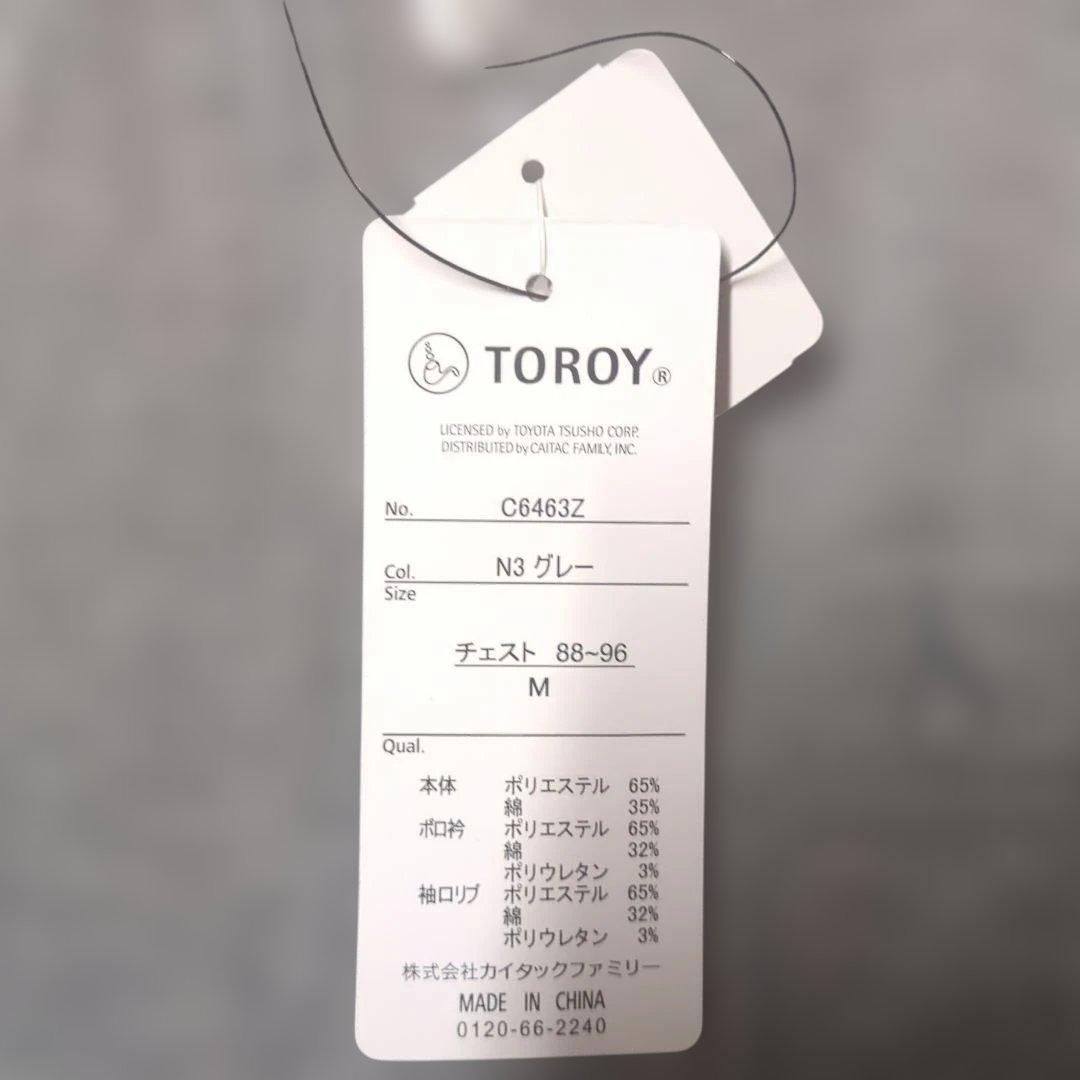 TOROY®
LICENSED by TOYOTA TSUSHO CORP.
DISTRIBUTED by CAITAC FAMILY, INC.
No. C6463Z
Col. N3 グレー
Size
チェスト 88~96
M
Qual.
本体 ポリエステル 65%
綿 35%
ポロ衿 ポリエステル 65%
綿 32%
ポリウレタン 3%
袖口リブ ポリエステル 65%
綿 32%
ポリウレタン 3%
株式会社カイタックファミリー
MADE IN CHINA
0120-66-2240